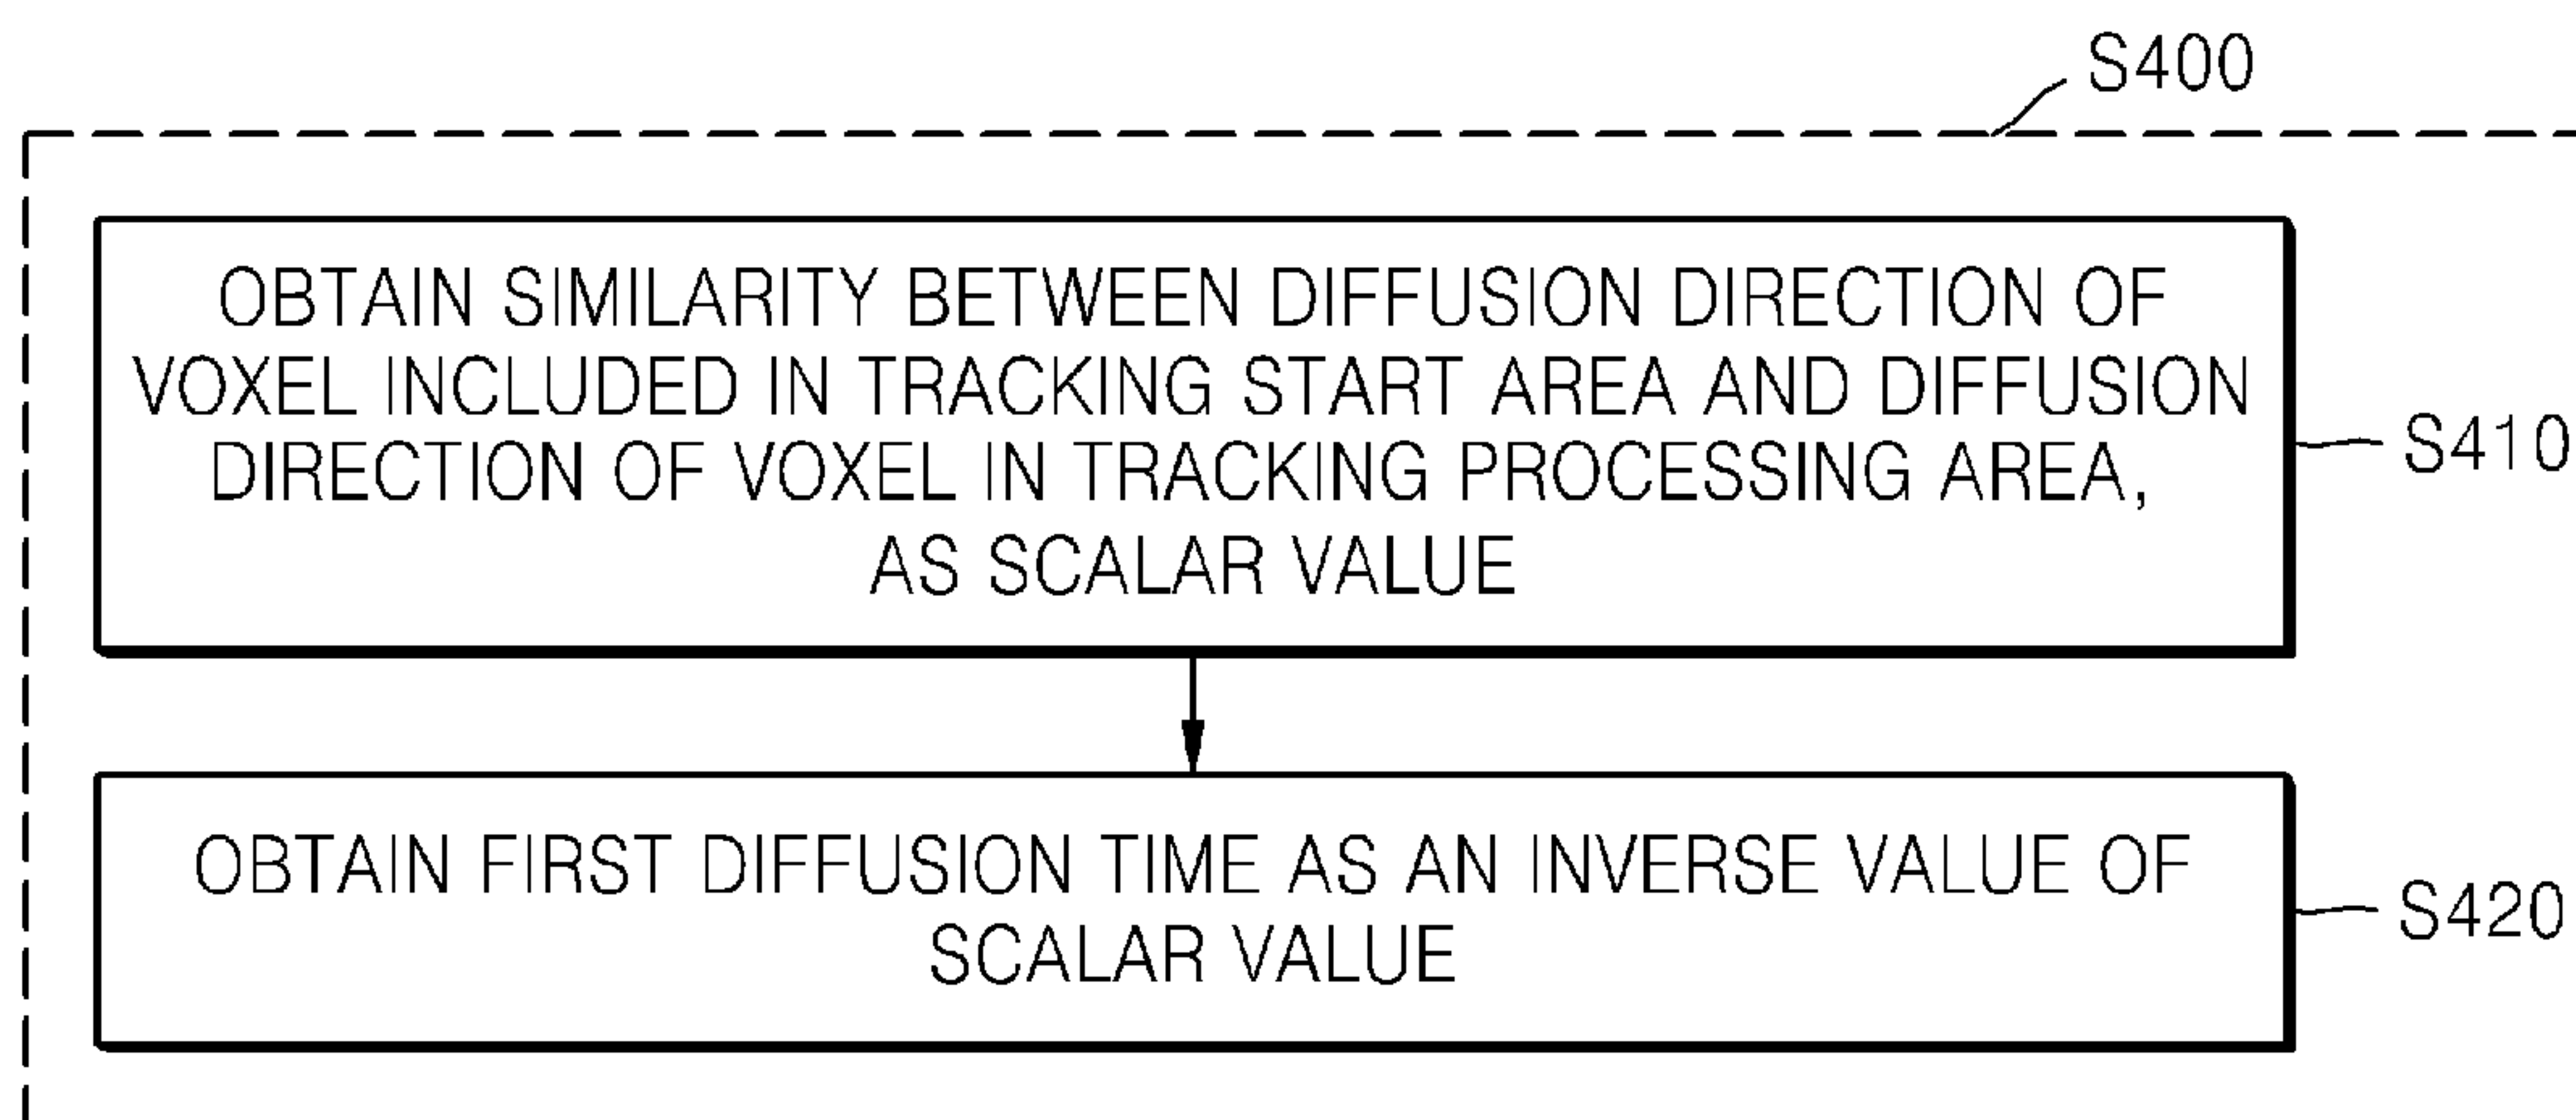 S400
OBTAIN SIMILARITY BETWEEN DIFFUSION DIRECTION OF
VOXEL INCLUDED IN TRACKING START AREA AND DIFFUSION
DIRECTION OF VOXEL IN TRACKING PROCESSING AREA,
AS SCALAR VALUE
S410
OBTAIN FIRST DIFFUSION TIME AS AN INVERSE VALUE OF
SCALAR VALUE
S420